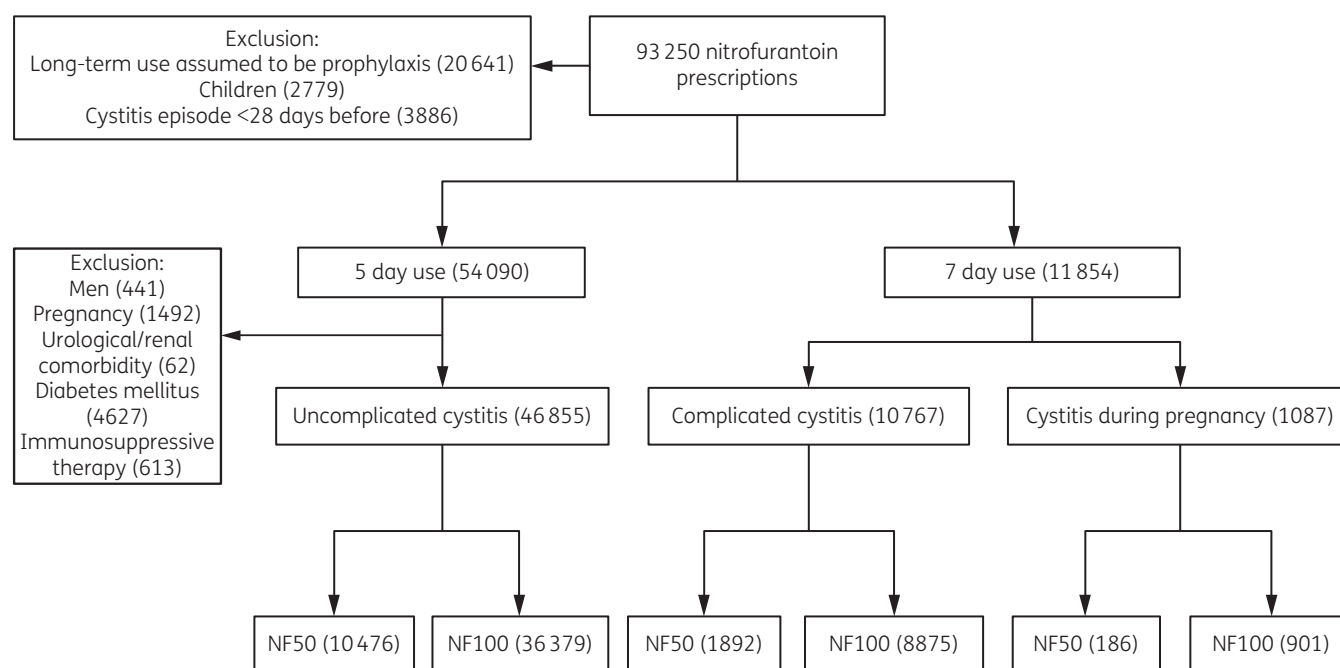 Exclusion:
Long-term use assumed to be prophylaxis (20 641)
Children (2779)
Cystitis episode <28 days before (3886)
93 250 nitrofurantoin
prescriptions
Exclusion:
Men (441)
Pregnancy (1492)
Urological/renal
comorbidity (62)
Diabetes mellitus
(4627)
Immunosuppressive
therapy (613)
5 day use (54 090)
7 day use (11 854)
Uncomplicated cystitis (46 855)
Complicated cystitis (10 767)
Cystitis during pregnancy (1087)
NF50 (10 476)
NF100 (36 379)
NF50 (1892)
NF100 (8875)
NF50 (186)
NF100 (901)